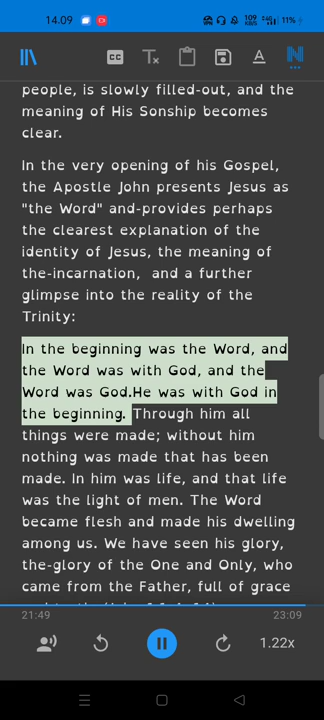 14.09
109
KB/S
11%
CC
people, is slowly filled-out, and the
meaning of His Sonship becomes
clear.
In the very opening of his Gospel,
the Apostle John presents Jesus as
"the Word" and-provides perhaps
the clearest explanation of the
identity of Jesus, the meaning of
the-incarnation,  and a further
glimpse into the reality of the
Trinity:
In the beginning was the Word, and
the Word was with God, and the
Word was God.He was with God in
the beginning. Through him all
things were made; without him
nothing was made that has been
made. In him was life, and that life
was the light of men. The Word
became flesh and made his dwelling
among us. We have seen his glory,
the-glory of the One and Only, who
came from the Father, full of grace
21:49
23:09
1.22x